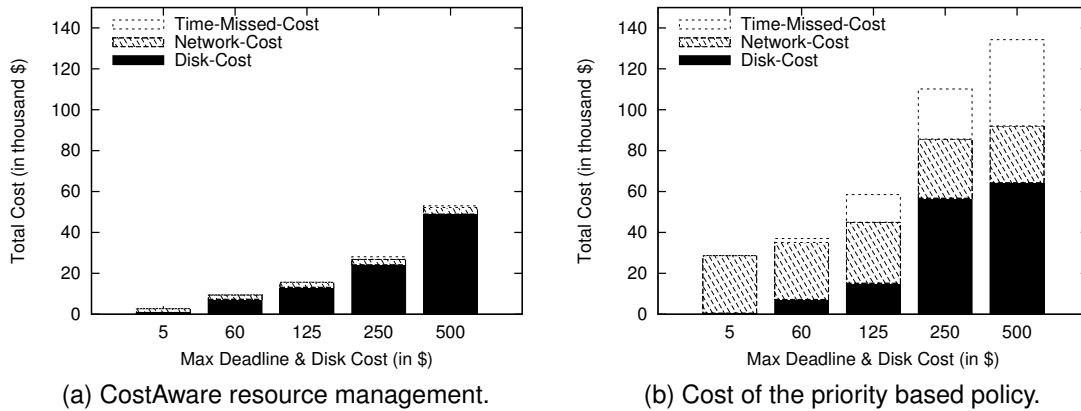 Total Cost (in thousand $)
140
120
100
80
60
40
20
0
Time-Missed-Cost
Network-Cost
Disk-Cost
5 60 125 250 500
Max Deadline & Disk Cost (in $)
(a) CostAware resource management.
Total Cost (in thousand $)
140
120
100
80
60
40
20
0
Time-Missed-Cost
Network-Cost
Disk-Cost
5 60 125 250 500
Max Deadline & Disk Cost (in $)
(b) Cost of the priority based policy.